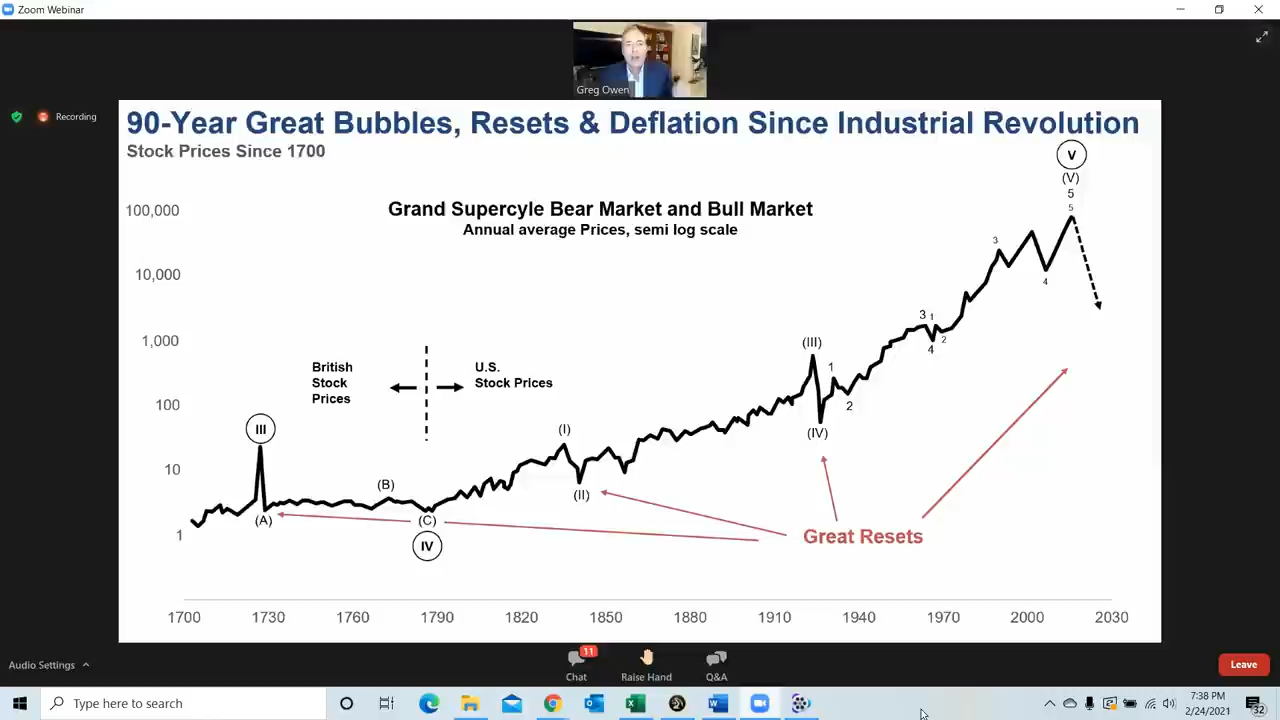 Zoom Webinar
Greg Owen
Recording
90-Year Great Bubbles, Resets & Deflation Since Industrial Revolution
Stock Prices Since 1700
Grand Supercyle Bear Market and Bull Market
Annual average Prices, semi log scale
V
(V)
5
5
100,000
10,000
1,000
100
10
1
3
4
3
1
4
2
British
Stock
Prices
U.S.
Stock Prices
(III)
1
2
(IV)
III
(A)
(B)
(C)
IV
(I)
(II)
Great Resets
1700
1730
1760
1790
1820
1850
1880
1910
1940
1970
2000
2030
Audio Settings
11
Chat
Raise Hand
Q&A
Leave
Type here to search
7:38 PM
2/24/2021
32